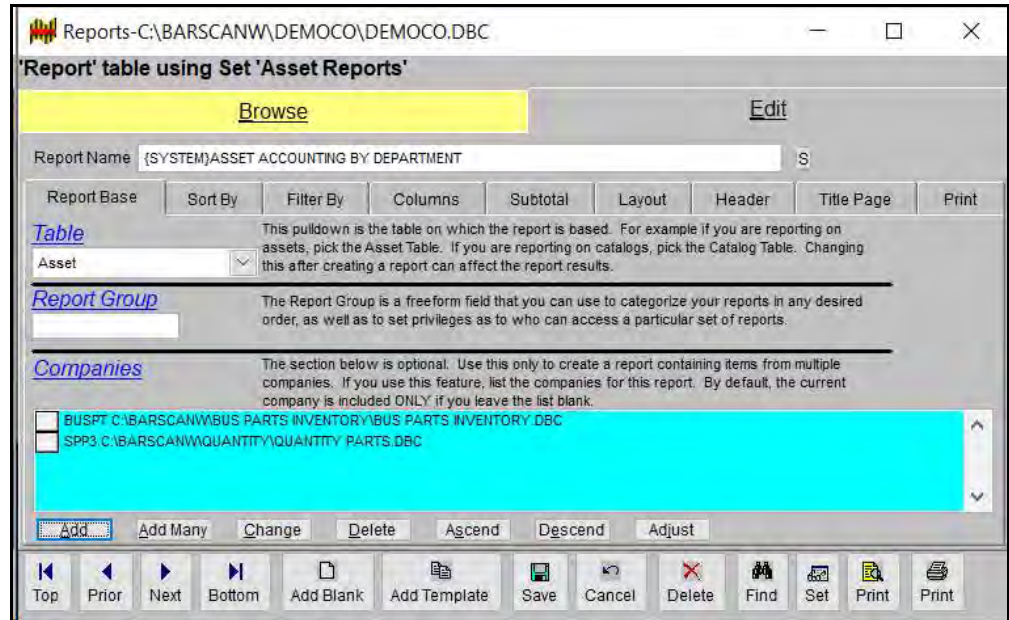 Reports-C:\BARSCANW\DEMOCO\DEMOCO.DBC
'Report' table using Set 'Asset Reports'
Browse Edit
Report Name {SYSTEM}ASSET ACCOUNTING BY DEPARTMENT S
Report Base Sort By Filter By Columns Subtotal Layout Header Title Page Print
Table
This pulldown is the table on which the report is based. For example if you are reporting on
assets, pick the Asset Table. If you are reporting on catalogs, pick the Catalog Table. Changing
this after creating a report can affect the report results.
Asset
Report Group
The Report Group is a freeform field that you can use to categorize your reports in any desired
order, as well as to set privileges as to who can access a particular set of reports.
Companies
The section below is optional. Use this only to create a report containing items from multiple
companies. If you use this feature, list the companies for this report. By default, the current
company is included ONLY if you leave the list blank.
BUSPT C:\BARSCANW\BUS PARTS INVENTORY\BUS PARTS INVENTORY.DBC
SPP3 C:\BARSCANW\QUANTITY\QUANTITY PARTS.DBC
Add Add Many Change Delete Ascend Descend Adjust
Top Prior Next Bottom Add Blank Add Template Save Cancel Delete Find Set Print Print